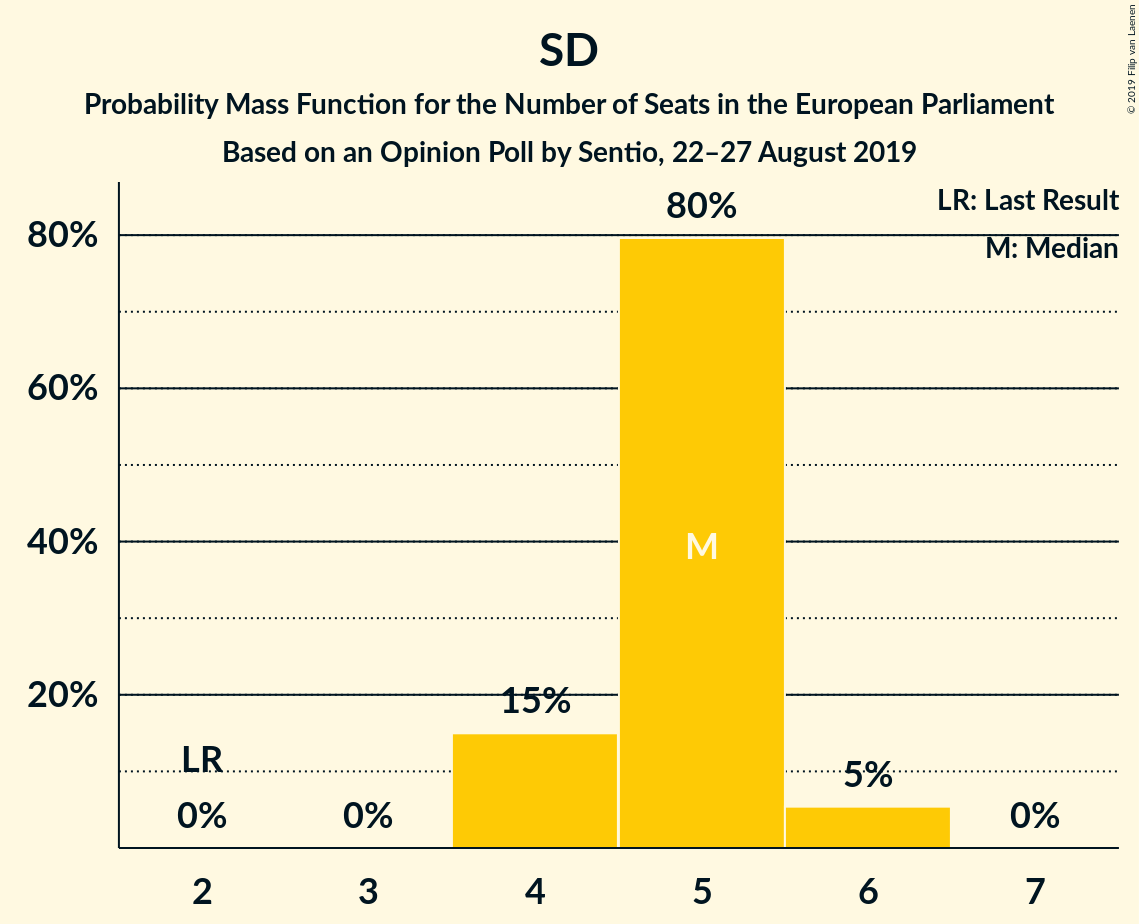 SD
Probability Mass Function for the Number of Seats in the European Parliament
Based on an Opinion Poll by Sentio, 22–27 August 2019
© 2019 Filip van Laenen
LR: Last Result
M: Median
80%
60%
40%
20%
LR
0%
0%
15%
80%
M
5%
0%
2
3
4
5
6
7